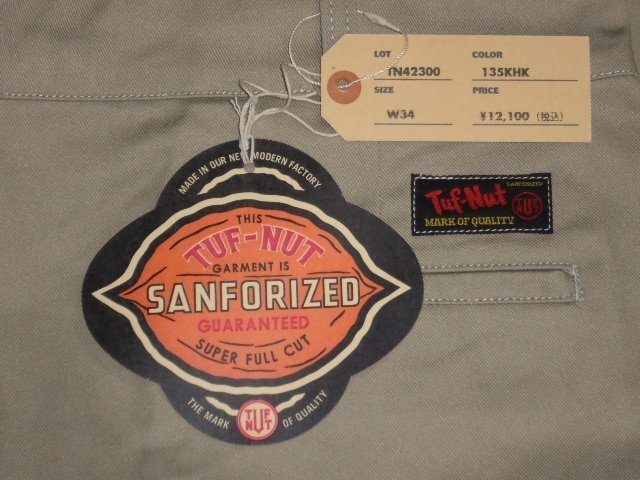 LOT COLOR
TN42300 135KHK
SIZE PRICE
W34 ¥12,100 (税込)
MADE IN OUR NEW MODERN FACTORY
THIS
TUF-NUT
GARMENT IS
SANFORIZED
GUARANTEED
SUPER FULL CUT
THE MARK OF QUALITY
TUF
NUT
SANFORIZED
Tuf-Nut
MARK OF QUALITY
TUF
NUT